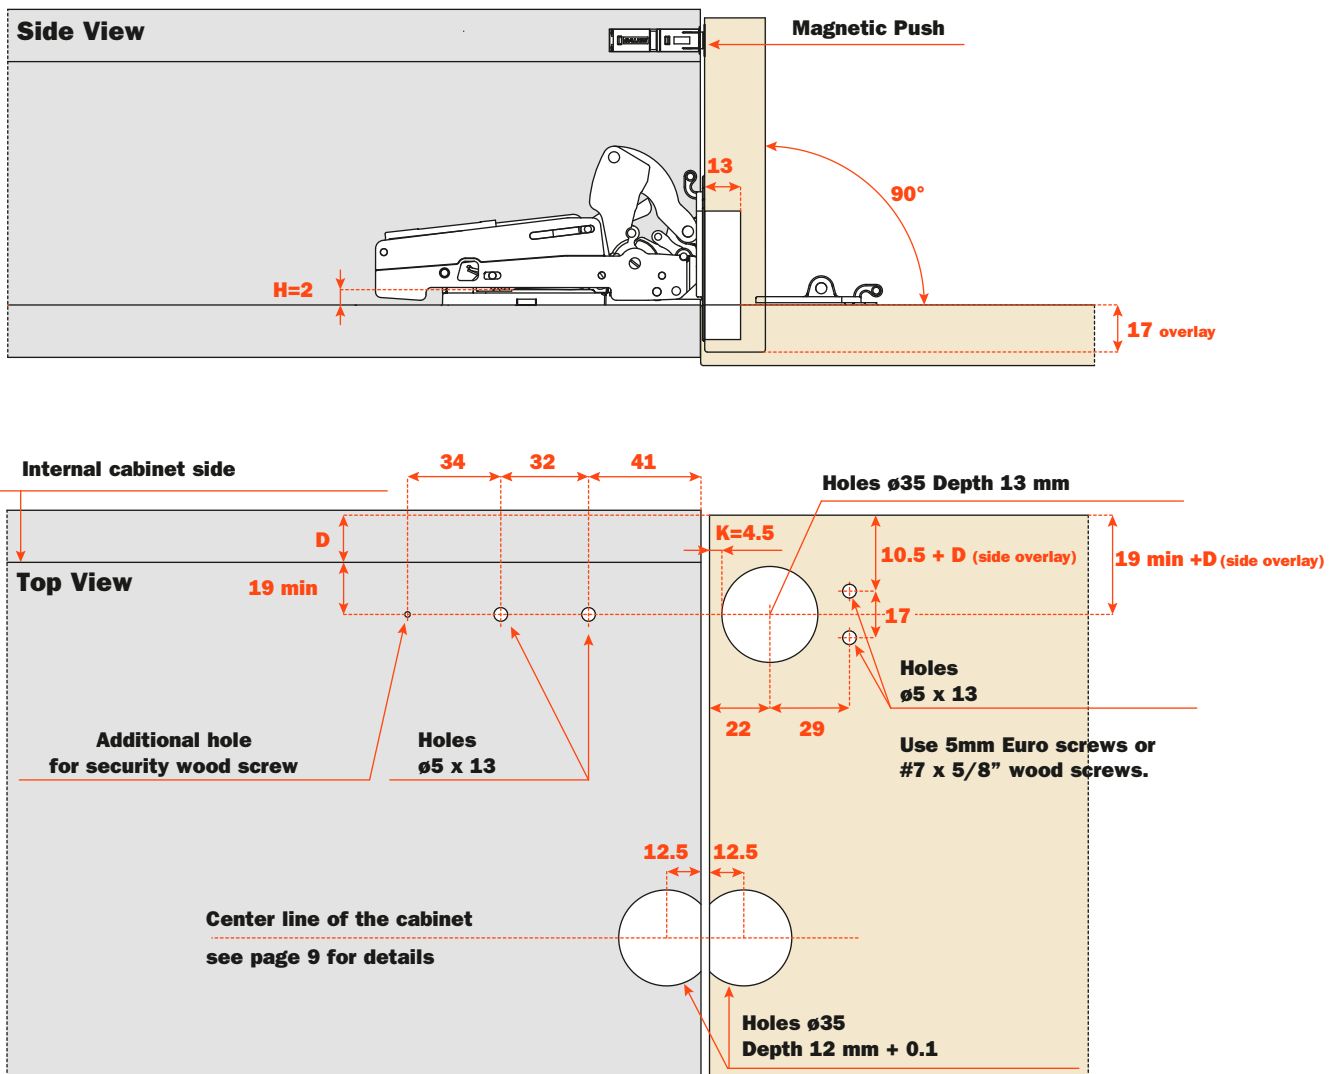 Side View
Magnetic Push
13
90°
H=2
17 overlay
Internal cabinet side
34
32
41
Holes ø35 Depth 13 mm
D
K=4.5
10.5 + D (side overlay)
19 min +D (side overlay)
Top View
19 min
17
Holes
ø5 x 13
22
29
Additional hole
for security wood screw
Holes
ø5 x 13
Use 5mm Euro screws or
#7 x 5/8” wood screws.
12.5
12.5
Center line of the cabinet
see page 9 for details
Holes ø35
Depth 12 mm + 0.1